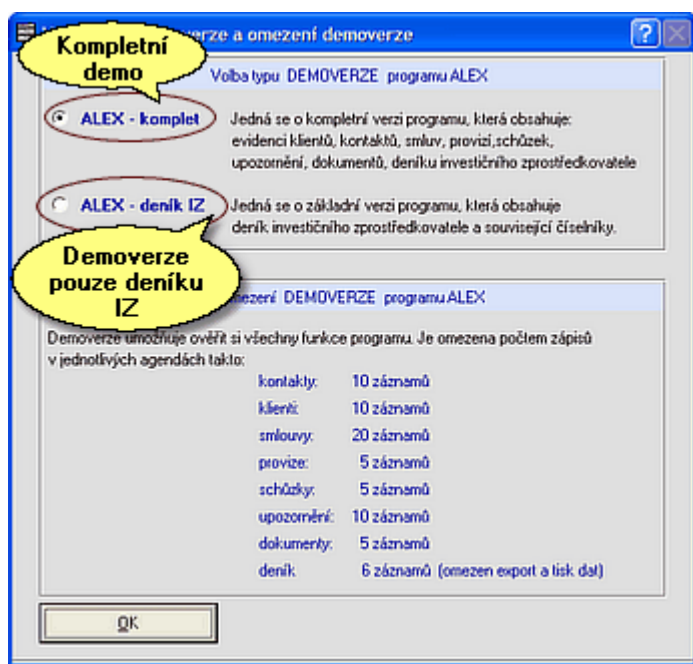 Kompletní
demo
verze a omezení demoverze
Volba typu DEMOVERZE programu ALEX
ALEX - komplet
Jedná se o kompletní verzi programu, která obsahuje:
evidenci klientů, kontaktů, smluv, provizí,schůzek,
upozornění, dokumentů, deníku investičního zprostředkovatele
ALEX - deník IZ
Jedná se o základní verzi programu, která obsahuje
deník investičního zprostředkovatele a související číselníky.
Demoverze
pouze deníku
IZ
mezení DEMOVERZE programu ALEX
Demoverze umožňuje ověřit si všechny funkce programu. Je omezena počtem zápisů
v jednotlivých agendách takto:
kontakty: 10 záznamů
klienti: 10 záznamů
smlouvy: 20 záznamů
provize: 5 záznamů
schůzky: 5 záznamů
upozornění: 10 záznamů
dokumenty: 5 záznamů
deník 6 záznamů (omezen export a tisk dat)
OK